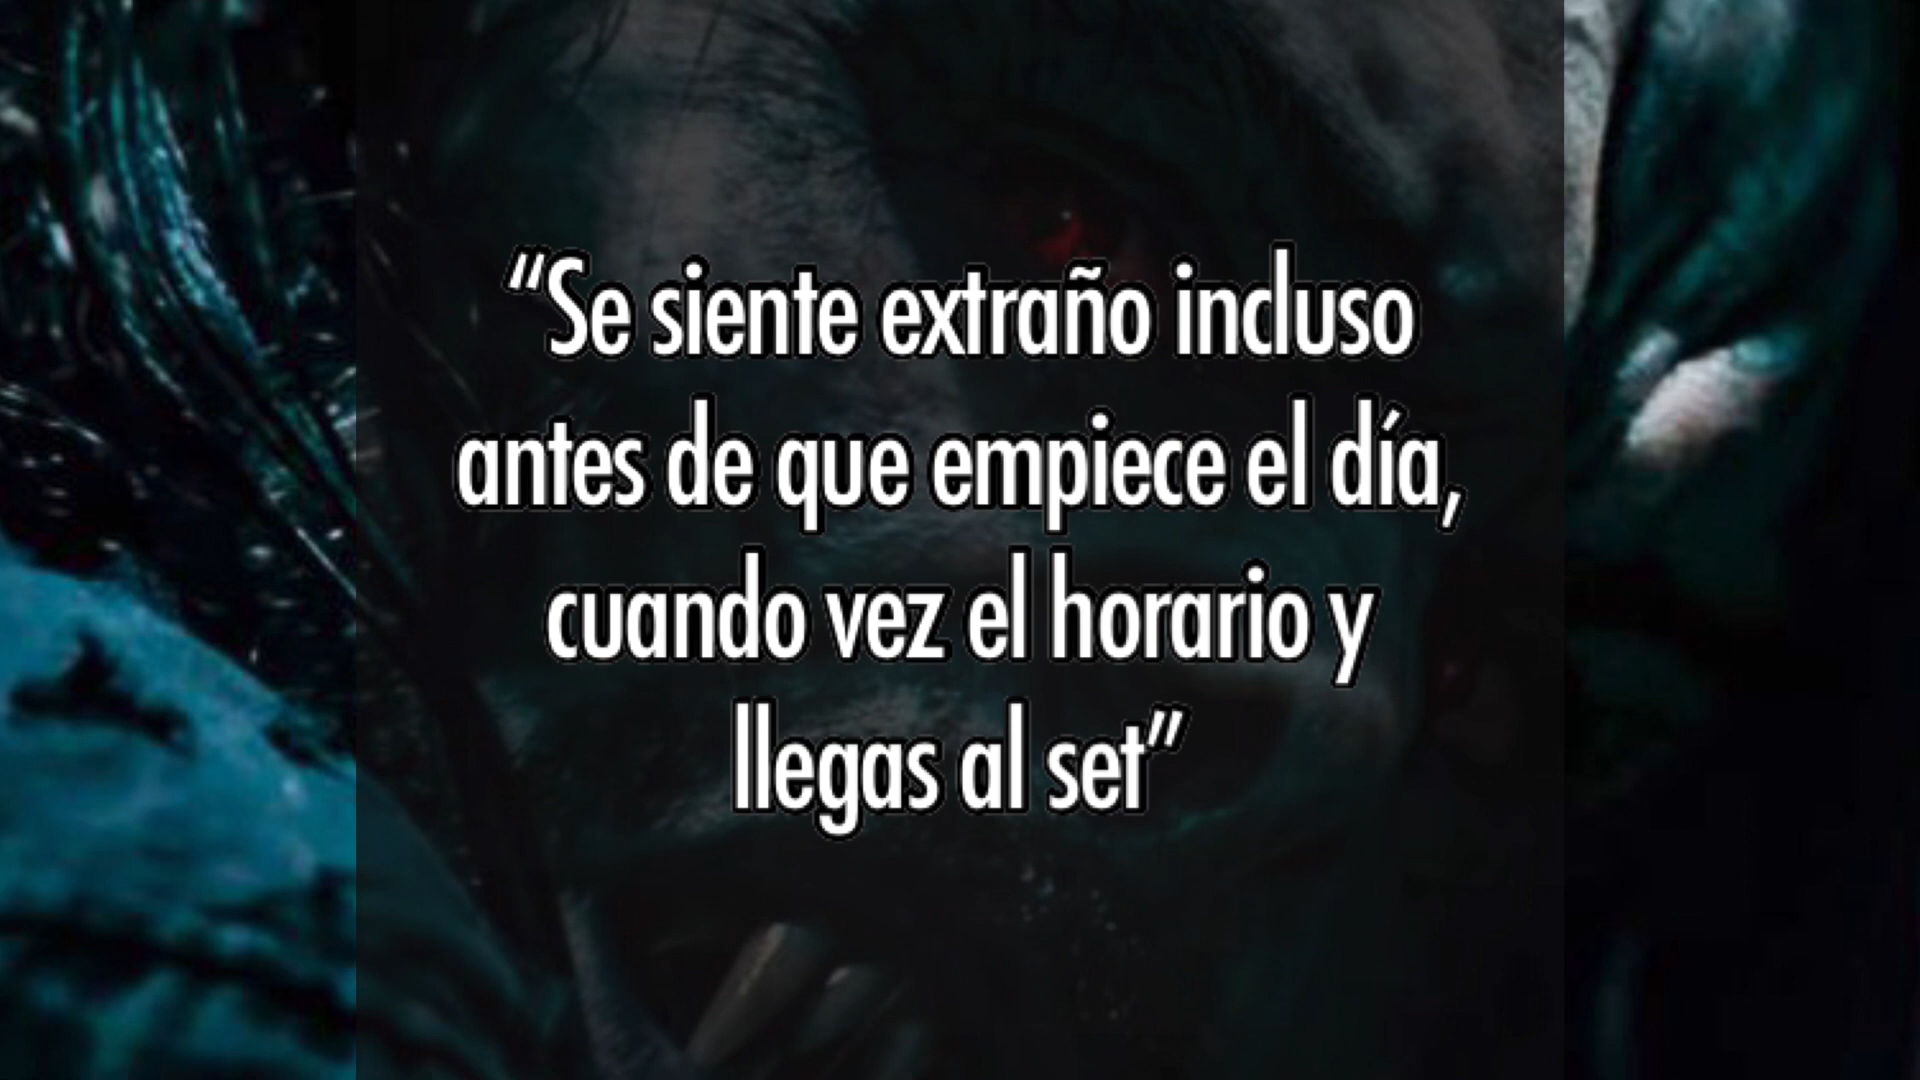 “Se siente extraño incluso
antes de que empiece el día,
cuando vez el horario y
llegas al set”